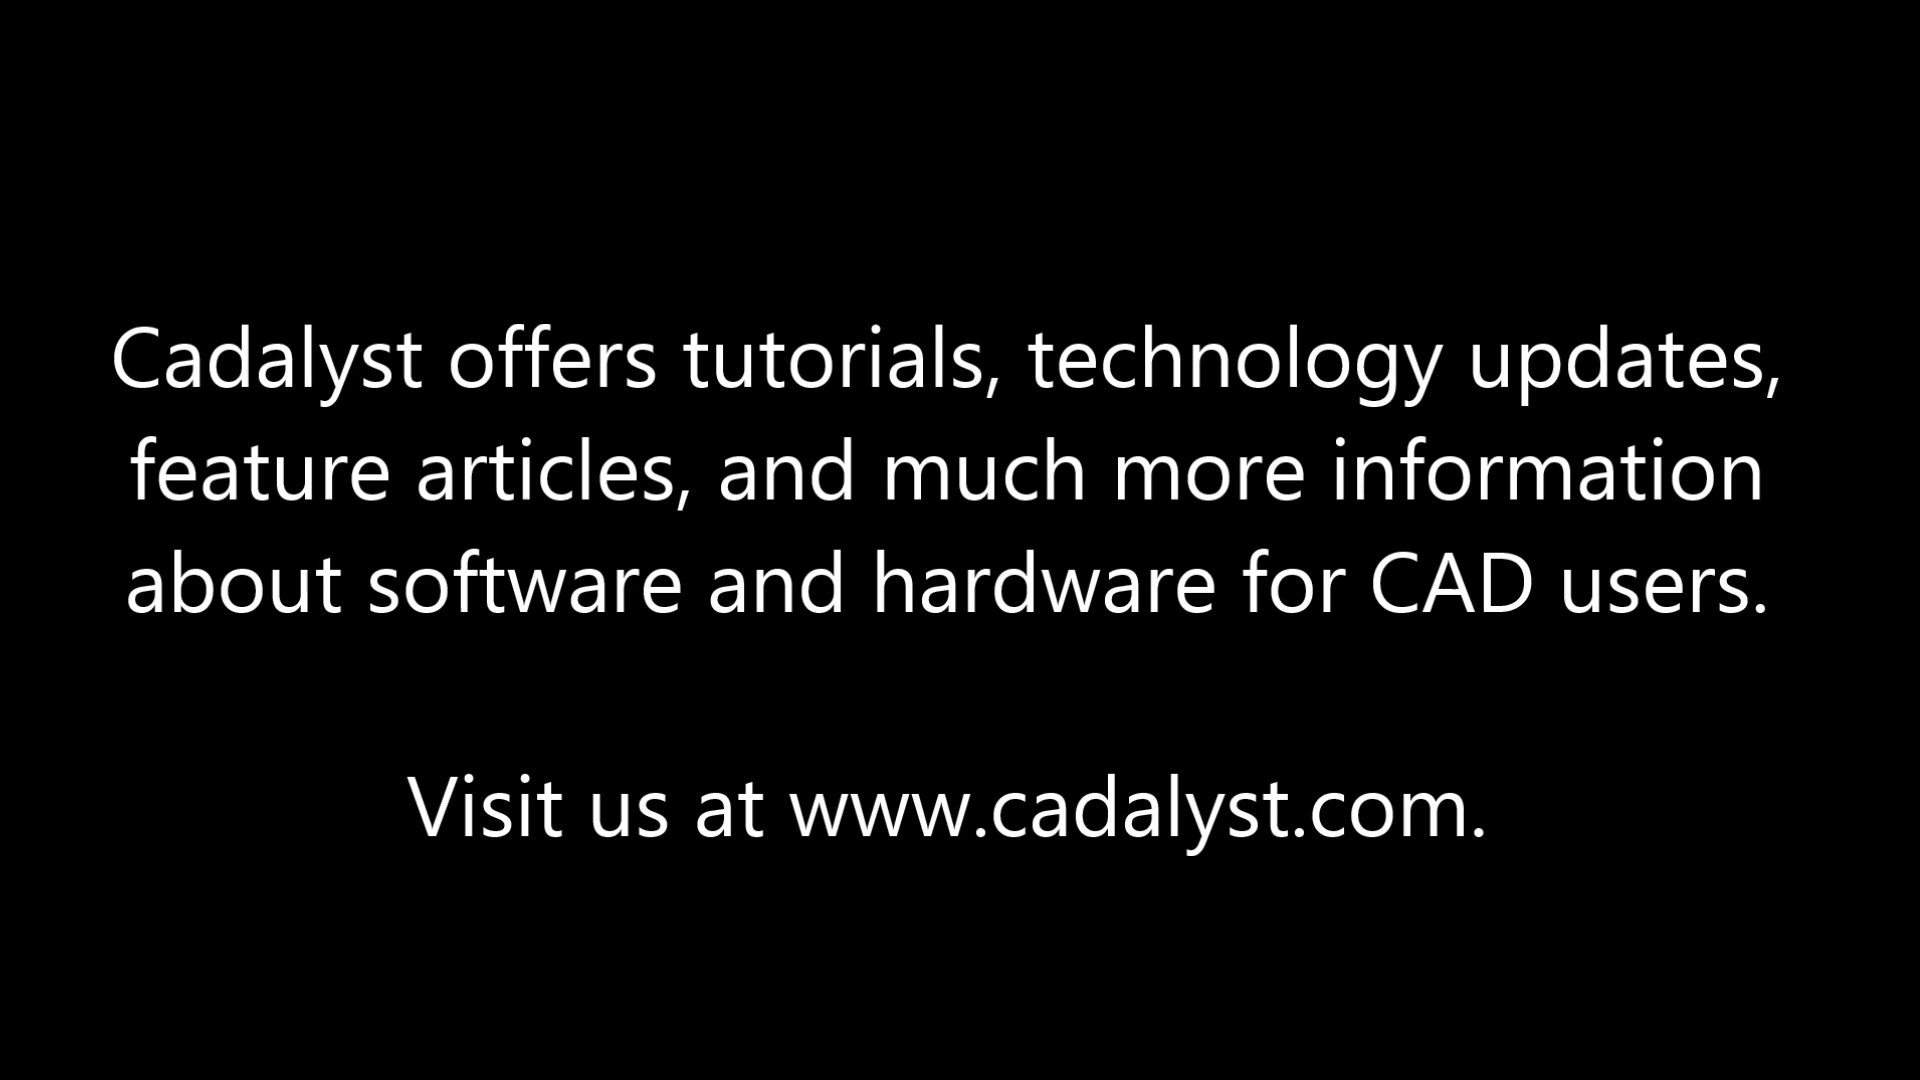 Cadalyst offers tutorials, technology updates,
feature articles, and much more information
about software and hardware for CAD users.
Visit us at www.cadalyst.com.